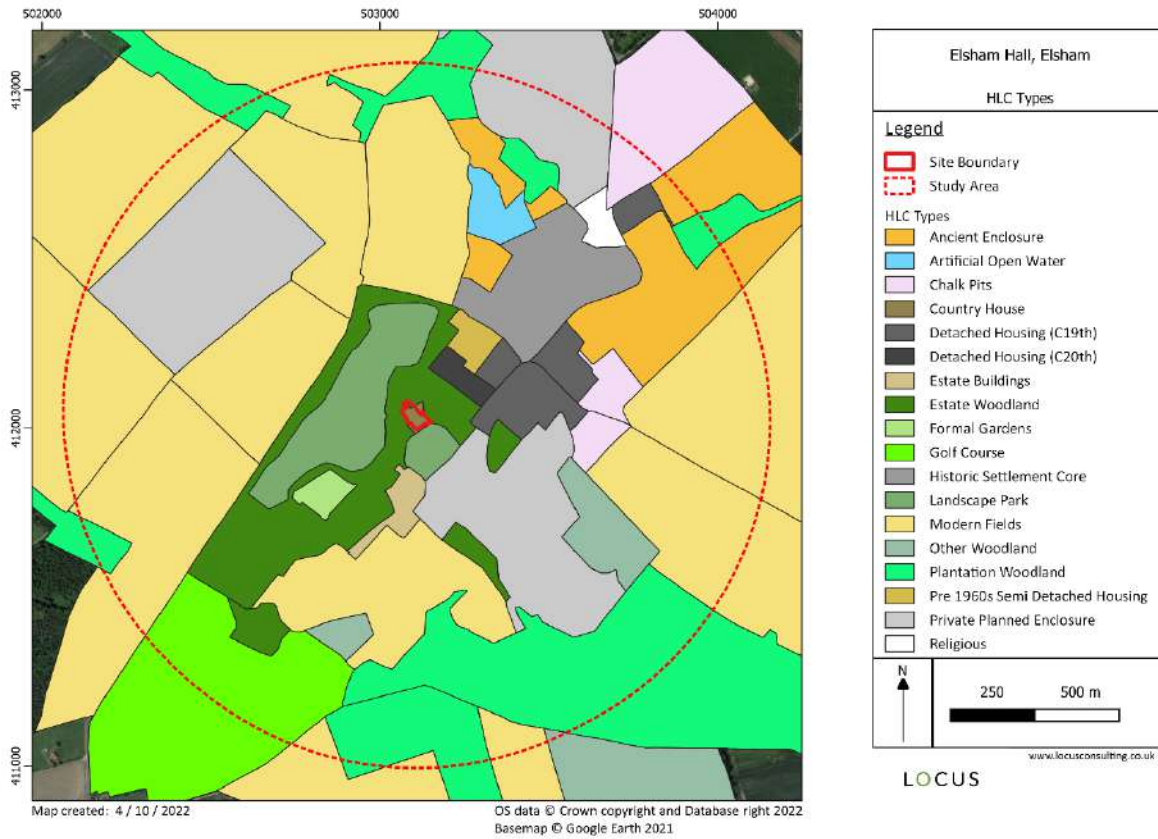 502000
503000
504000
413000
412000
411000
Map created: 4 / 10 / 2022
OS data © Crown copyright and Database right 2022
Basemap © Google Earth 2021
Elsham Hall, Elsham
HLC Types
Legend
Site Boundary
Study Area
HLC Types
Ancient Enclosure
Artificial Open Water
Chalk Pits
Country House
Detached Housing (C19th)
Detached Housing (C20th)
Estate Buildings
Estate Woodland
Formal Gardens
Golf Course
Historic Settlement Core
Landscape Park
Modern Fields
Other Woodland
Plantation Woodland
Pre 1960s Semi Detached Housing
Private Planned Enclosure
Religious
N
250 500 m
www.locusconsulting.co.uk
LOCUS